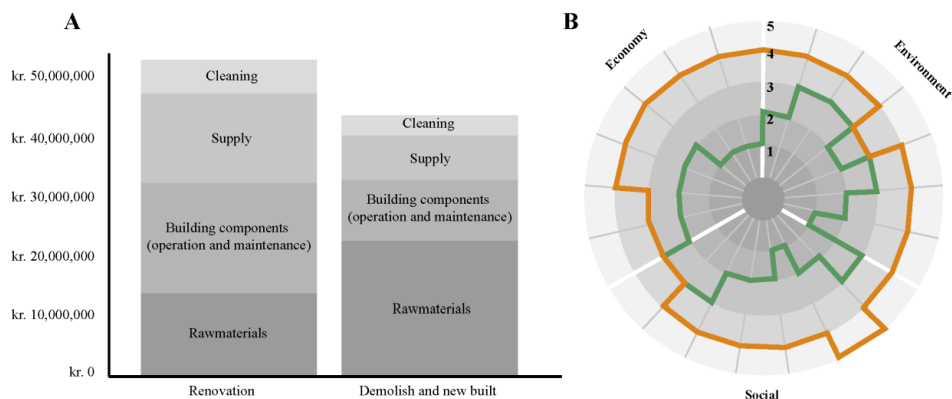 A
kr. 50,000,000
kr. 40,000,000
kr. 30,000,000
kr. 20,000,000
kr. 10,000,000
kr. 0
Cleaning
Supply
Building components
(operation and maintenance)
Rawmaterials
Renovation
Cleaning
Supply
Building components
(operation and maintenance)
Rawmaterials
Demolish and new built
B
5
4
3
2
1
Economy
Environment
Social